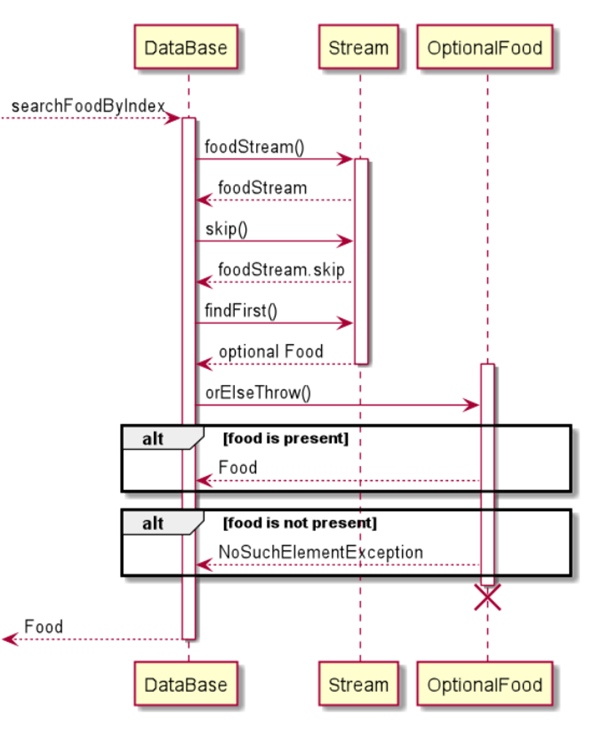 DataBase Stream OptionalFood
searchFoodByIndex
foodStream()
foodStream
skip()
foodStream.skip
findFirst()
optional Food
orElseThrow()
alt [food is present]
Food
alt [food is not present]
NoSuchElementException
Food
DataBase Stream OptionalFood